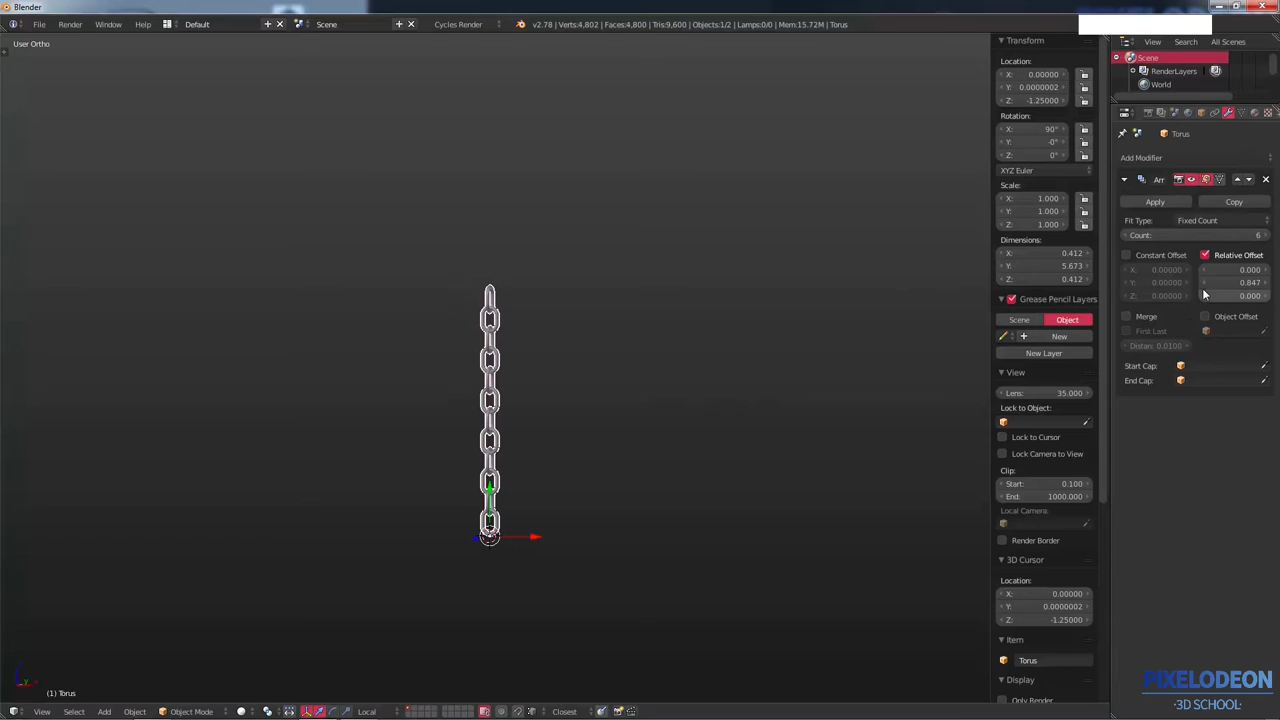 Blender
File Render Window Help Default Scene Cycles Render v2.78 | Verts:4,802 | Faces:4,800 | Tris:9,600 | Objects:1/2 | Lamps:0/0 | Mem:15.72M | Torus
User Ortho
Transform
Location:
X: 0.00000
Y: 0.0000002
Z: -1.25000
Rotation:
X: 90°
Y: -0°
Z: 0°
XYZ Euler
Scale:
X: 1.000
Y: 1.000
Z: 1.000
Dimensions:
X: 0.412
Y: 5.673
Z: 0.412
Grease Pencil Layers
Scene Object
New
New Layer
View
Lens: 35.000
Lock to Object:
Lock to Cursor
Lock Camera to View
Clip:
Start: 0.100
End: 1000.000
Local Camera:
Render Border
3D Cursor
Location:
X: 0.00000
Y: 0.0000002
Z: -1.25000
Item
Torus
Display
Only Render
View Search All Scenes
Scene
RenderLayers
World
Torus
Add Modifier
Arr
Apply Copy
Fit Type: Fixed Count
Count: 6
Constant Offset Relative Offset
X: 0.00000 0.000
Y: 0.00000 0.847
Z: 0.00000 0.000
Merge Object Offset
First Last
Distan: 0.0100
Start Cap:
End Cap:
(1) Torus
View Select Add Object Object Mode Local Closest
PIXELODEON
3D SCHOOL